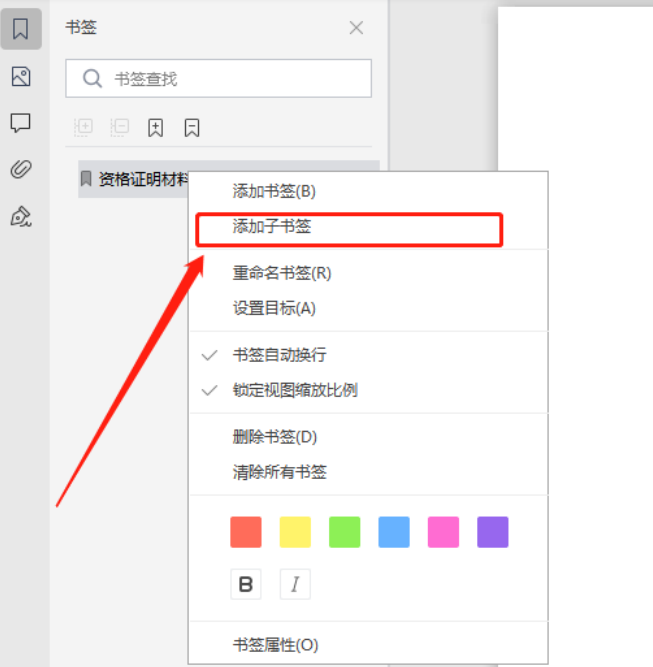 书签
书签查找
资格证明材料
添加书签(B)
添加子书签
重命名书签(R)
设置目标(A)
书签自动换行
锁定视图缩放比例
删除书签(D)
清除所有书签
B
I
书签属性(O)